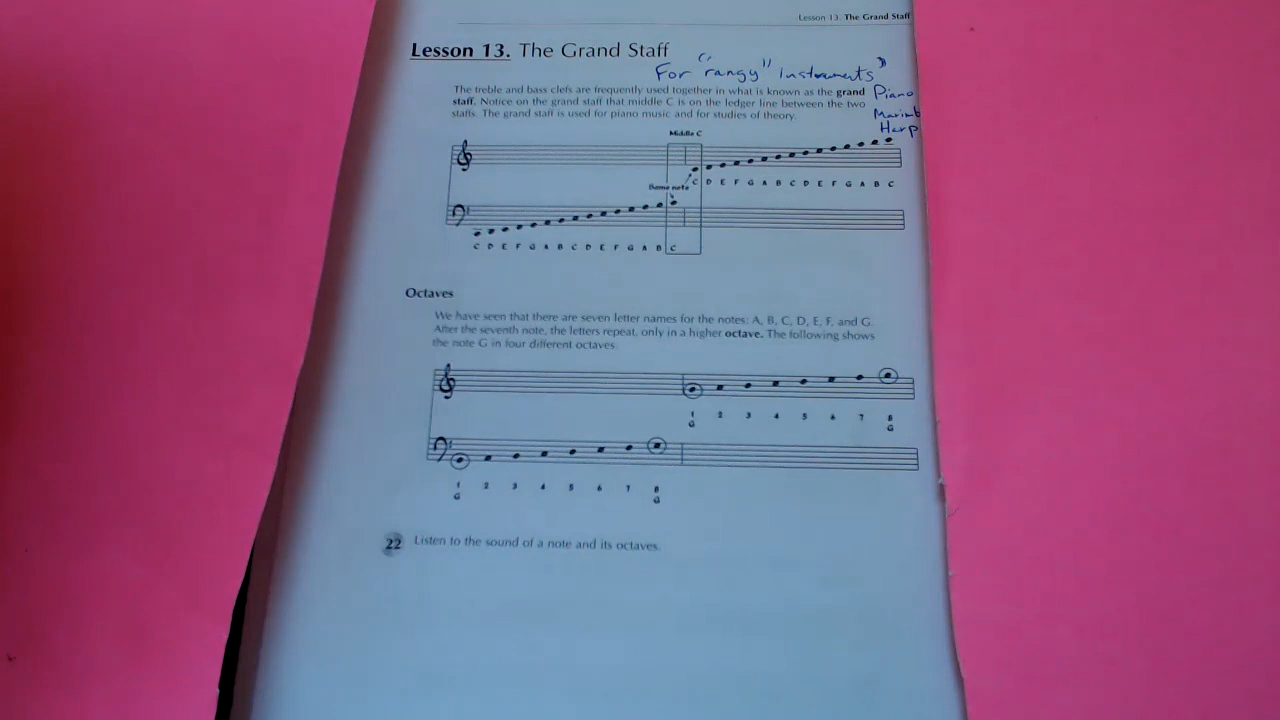 Lesson 13. The Grand Staff
Lesson 13. The Grand Staff
For "rangy" Instruments
The treble and bass clefs are frequently used together in what is known as the grand
staff. Notice on the grand staff that middle C is on the ledger line between the two
staffs. The grand staff is used for piano music and for studies of theory.
Piano
Marimb
Harp
Middle C
C D E F G A B C D E F G A B C
Same note
C D E F G A B C D E F G A B C
Octaves
We have seen that there are seven letter names for the notes: A, B, C, D, E, F, and G.
After the seventh note, the letters repeat, only in a higher octave. The following shows
the note G in four different octaves.
1 2 3 4 5 6 7 8
G G
1 2 3 4 5 6 7 8
G G
22 Listen to the sound of a note and its octaves.